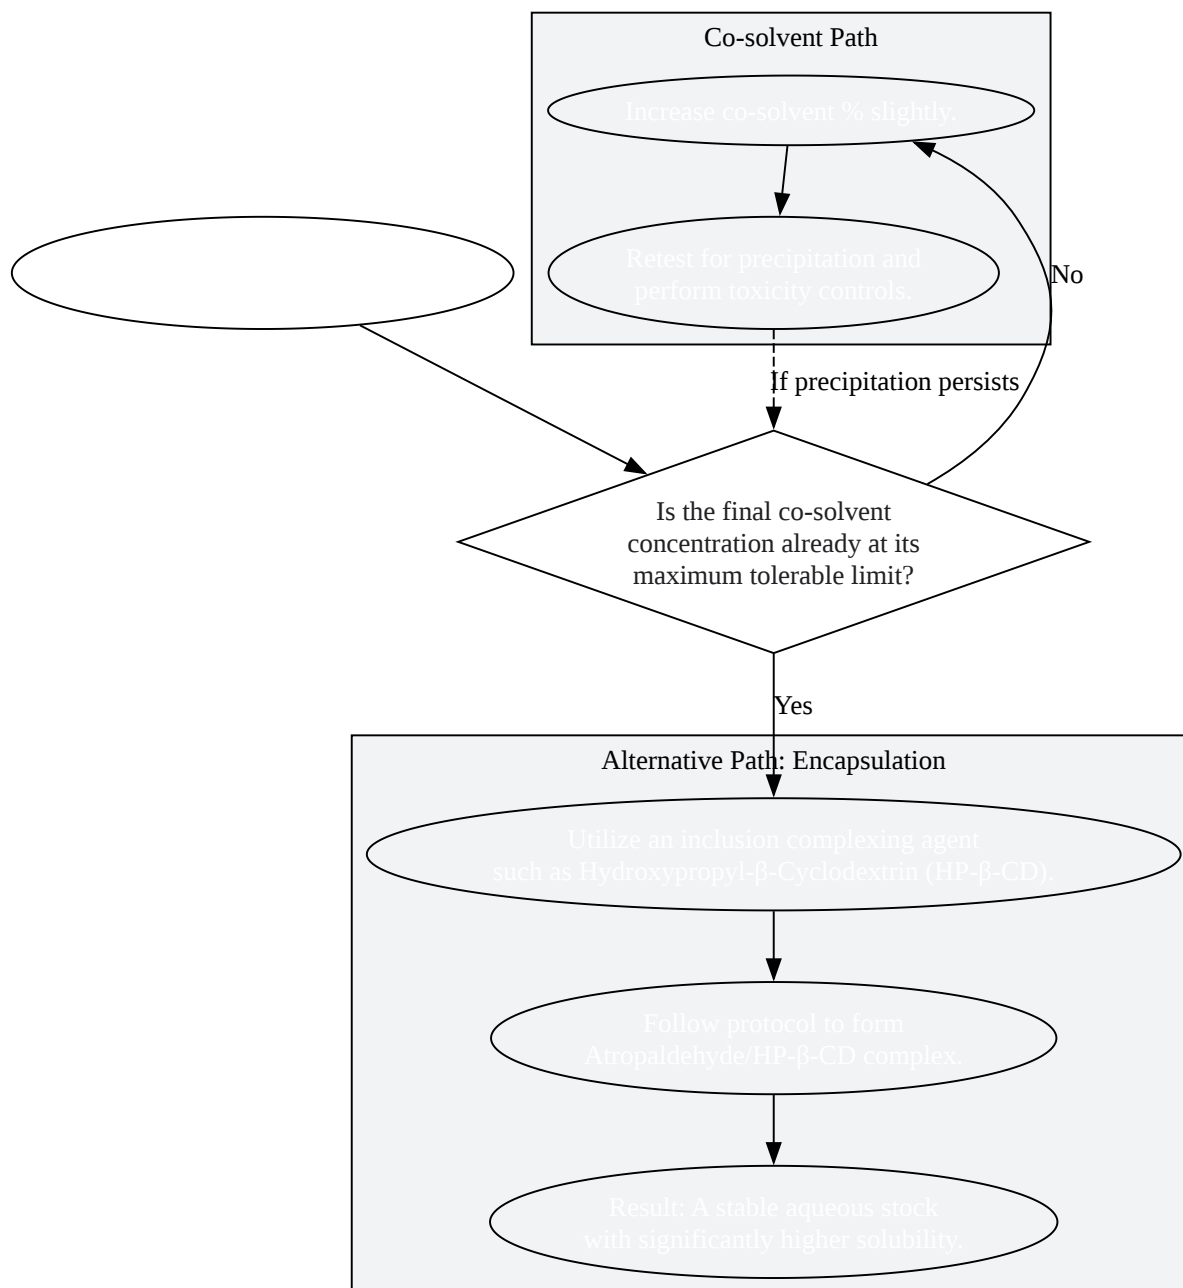 Co-solvent Path
Increase co-solvent % slightly.
Retest for precipitation and
perform toxicity controls.
No
If precipitation persists
Is the final co-solvent
concentration already at its
maximum tolerable limit?
Yes
Alternative Path: Encapsulation
Utilize an inclusion complexing agent
such as Hydroxypropyl-β-Cyclodextrin (HP-β-CD).
Follow protocol to form
Atropaldehyde/HP-β-CD complex.
Result: A stable aqueous stock
with significantly higher solubility.